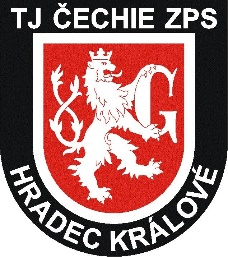 TJ ČECHIE ZPS
G
HRADEC KRÁLOVÉ